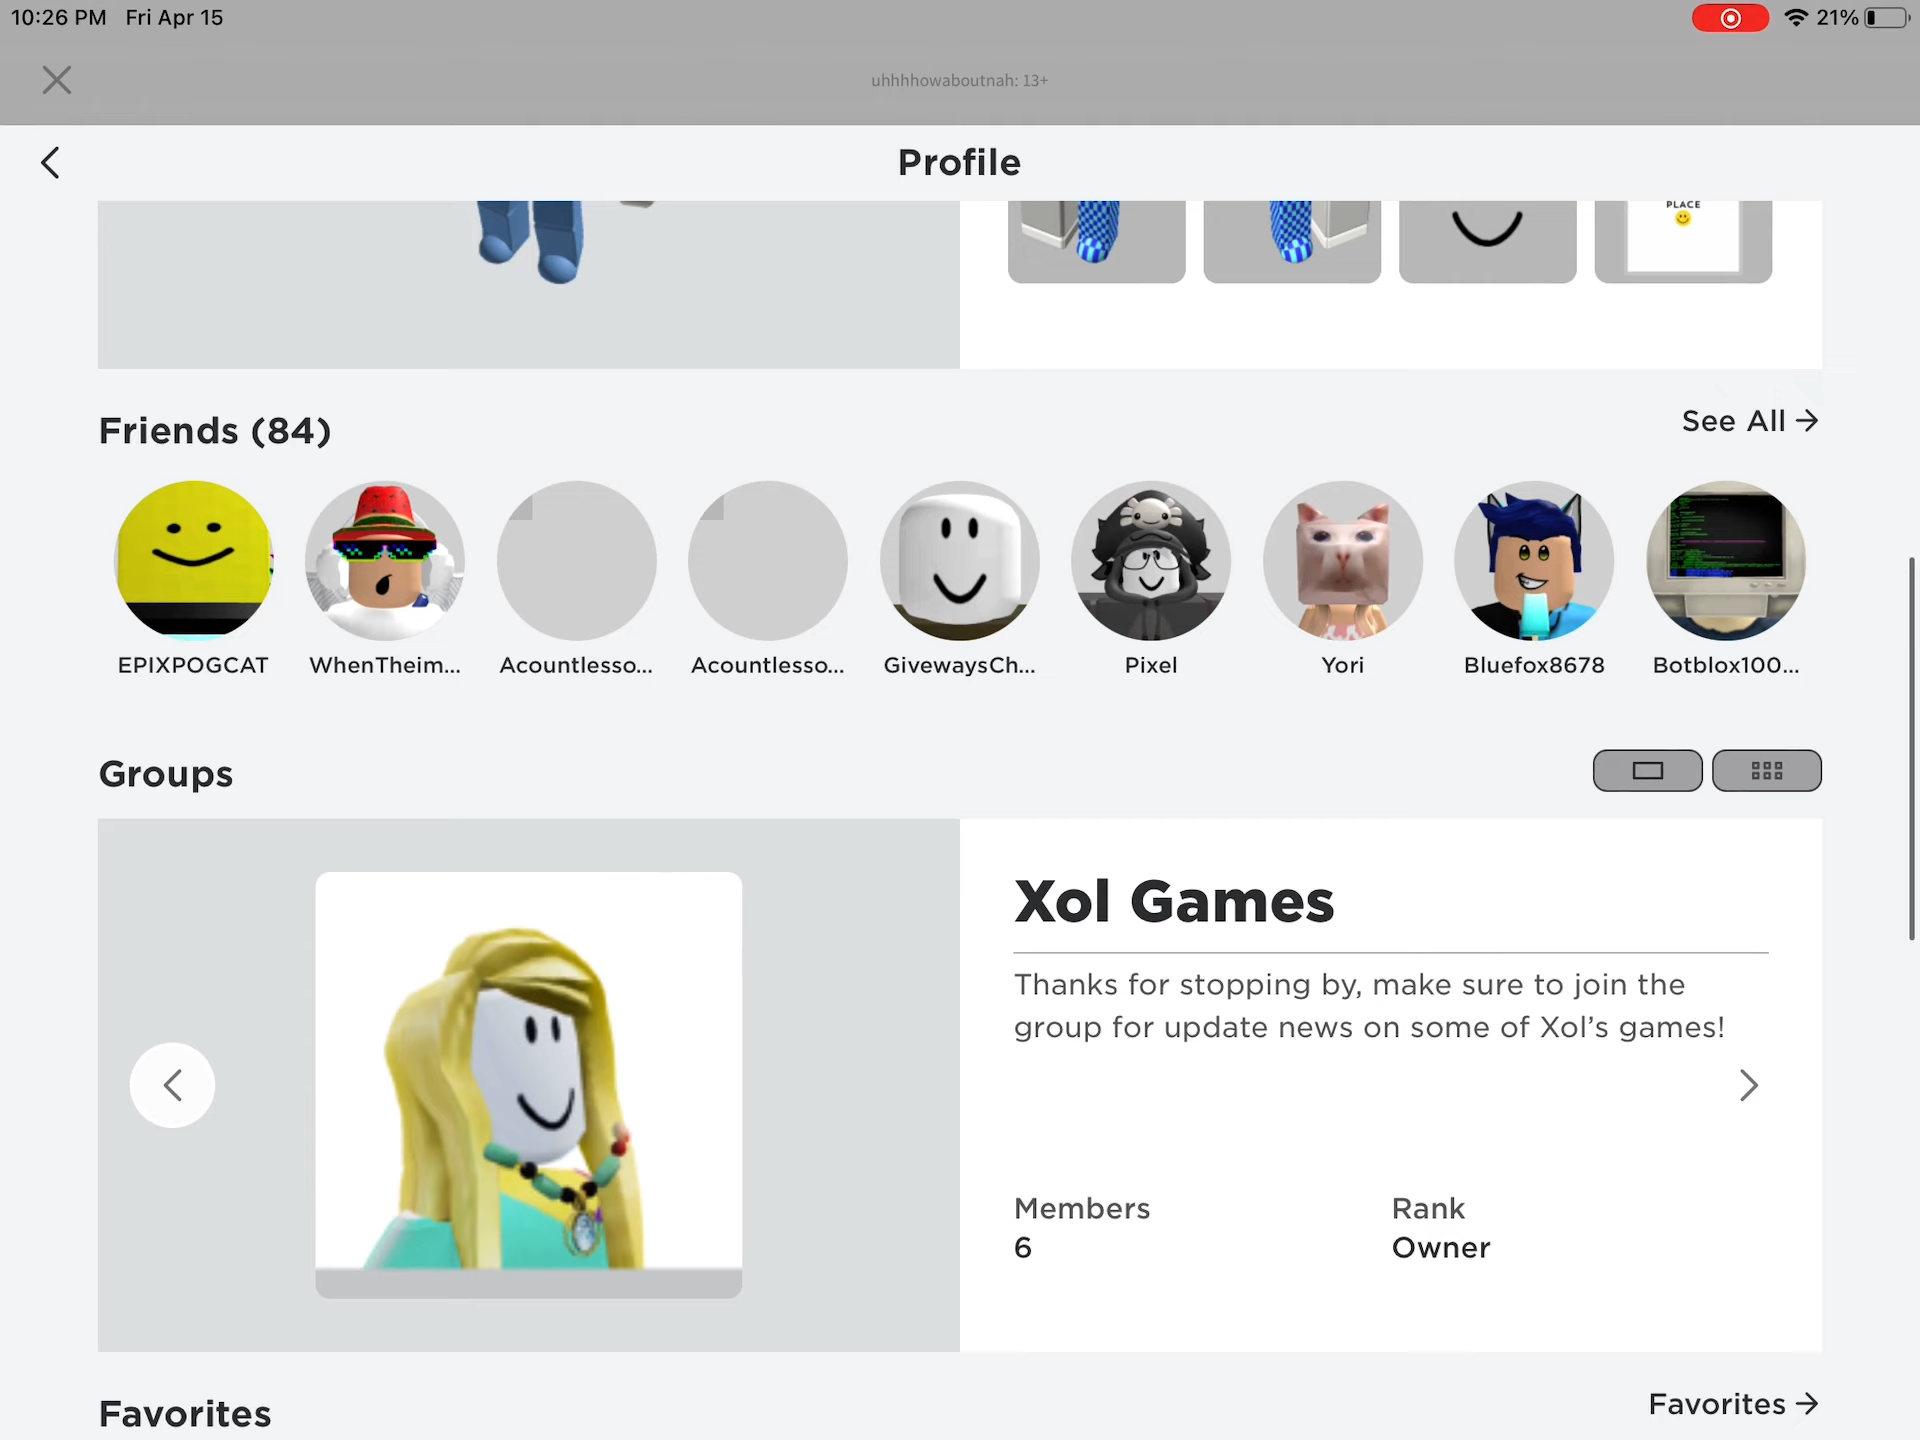 10:26 PM Fri Apr 15
21%
uhhhhowaboutnah: 13+
Profile
PLACE
Friends (84)
See All
EPIXPOGCAT
WhenTheim...
Acountlesso...
Acountlesso...
GivewaysCh...
Pixel
Yori
Bluefox8678
Botblox100...
Groups
Xol Games
Thanks for stopping by, make sure to join the
group for update news on some of Xol's games!
Members
Rank
6
Owner
Favorites
Favorites